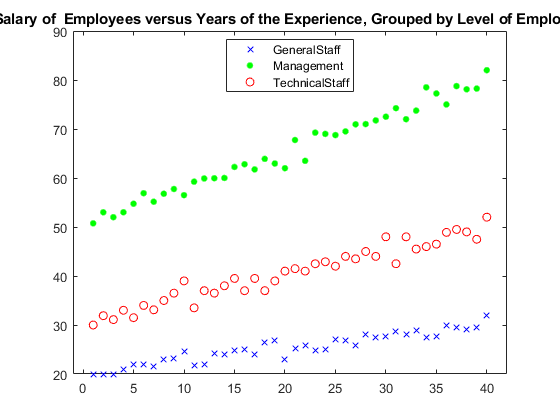 Salary of Employees versus Years of the Experience, Grouped by Level of Emplo
90
80
70
60
50
40
30
20
GeneralStaff
Management
TechnicalStaff
0 5 10 15 20 25 30 35 40